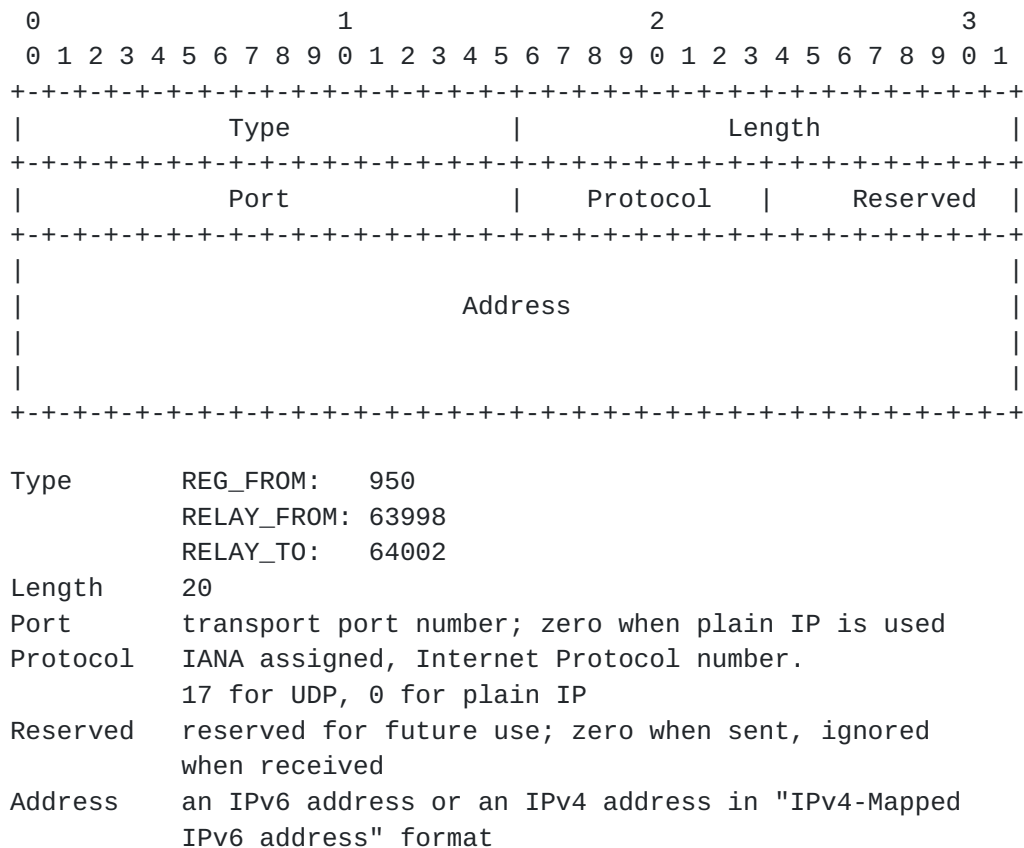 0                   1                   2                   3
 0 1 2 3 4 5 6 7 8 9 0 1 2 3 4 5 6 7 8 9 0 1 2 3 4 5 6 7 8 9 0 1
+-+-+-+-+-+-+-+-+-+-+-+-+-+-+-+-+-+-+-+-+-+-+-+-+-+-+-+-+-+-+-+-+
|             Type              |             Length            |
+-+-+-+-+-+-+-+-+-+-+-+-+-+-+-+-+-+-+-+-+-+-+-+-+-+-+-+-+-+-+-+-+
|             Port              |    Protocol   |     Reserved  |
+-+-+-+-+-+-+-+-+-+-+-+-+-+-+-+-+-+-+-+-+-+-+-+-+-+-+-+-+-+-+-+-+
|                                                               |
|                            Address                            |
|                                                               |
|                                                               |
+-+-+-+-+-+-+-+-+-+-+-+-+-+-+-+-+-+-+-+-+-+-+-+-+-+-+-+-+-+-+-+-+

Type       REG_FROM:   950
           RELAY_FROM: 63998
           RELAY_TO:   64002
Length     20
Port       transport port number; zero when plain IP is used
Protocol   IANA assigned, Internet Protocol number.
           17 for UDP, 0 for plain IP
Reserved   reserved for future use; zero when sent, ignored
           when received
Address    an IPv6 address or an IPv4 address in "IPv4-Mapped
           IPv6 address" format